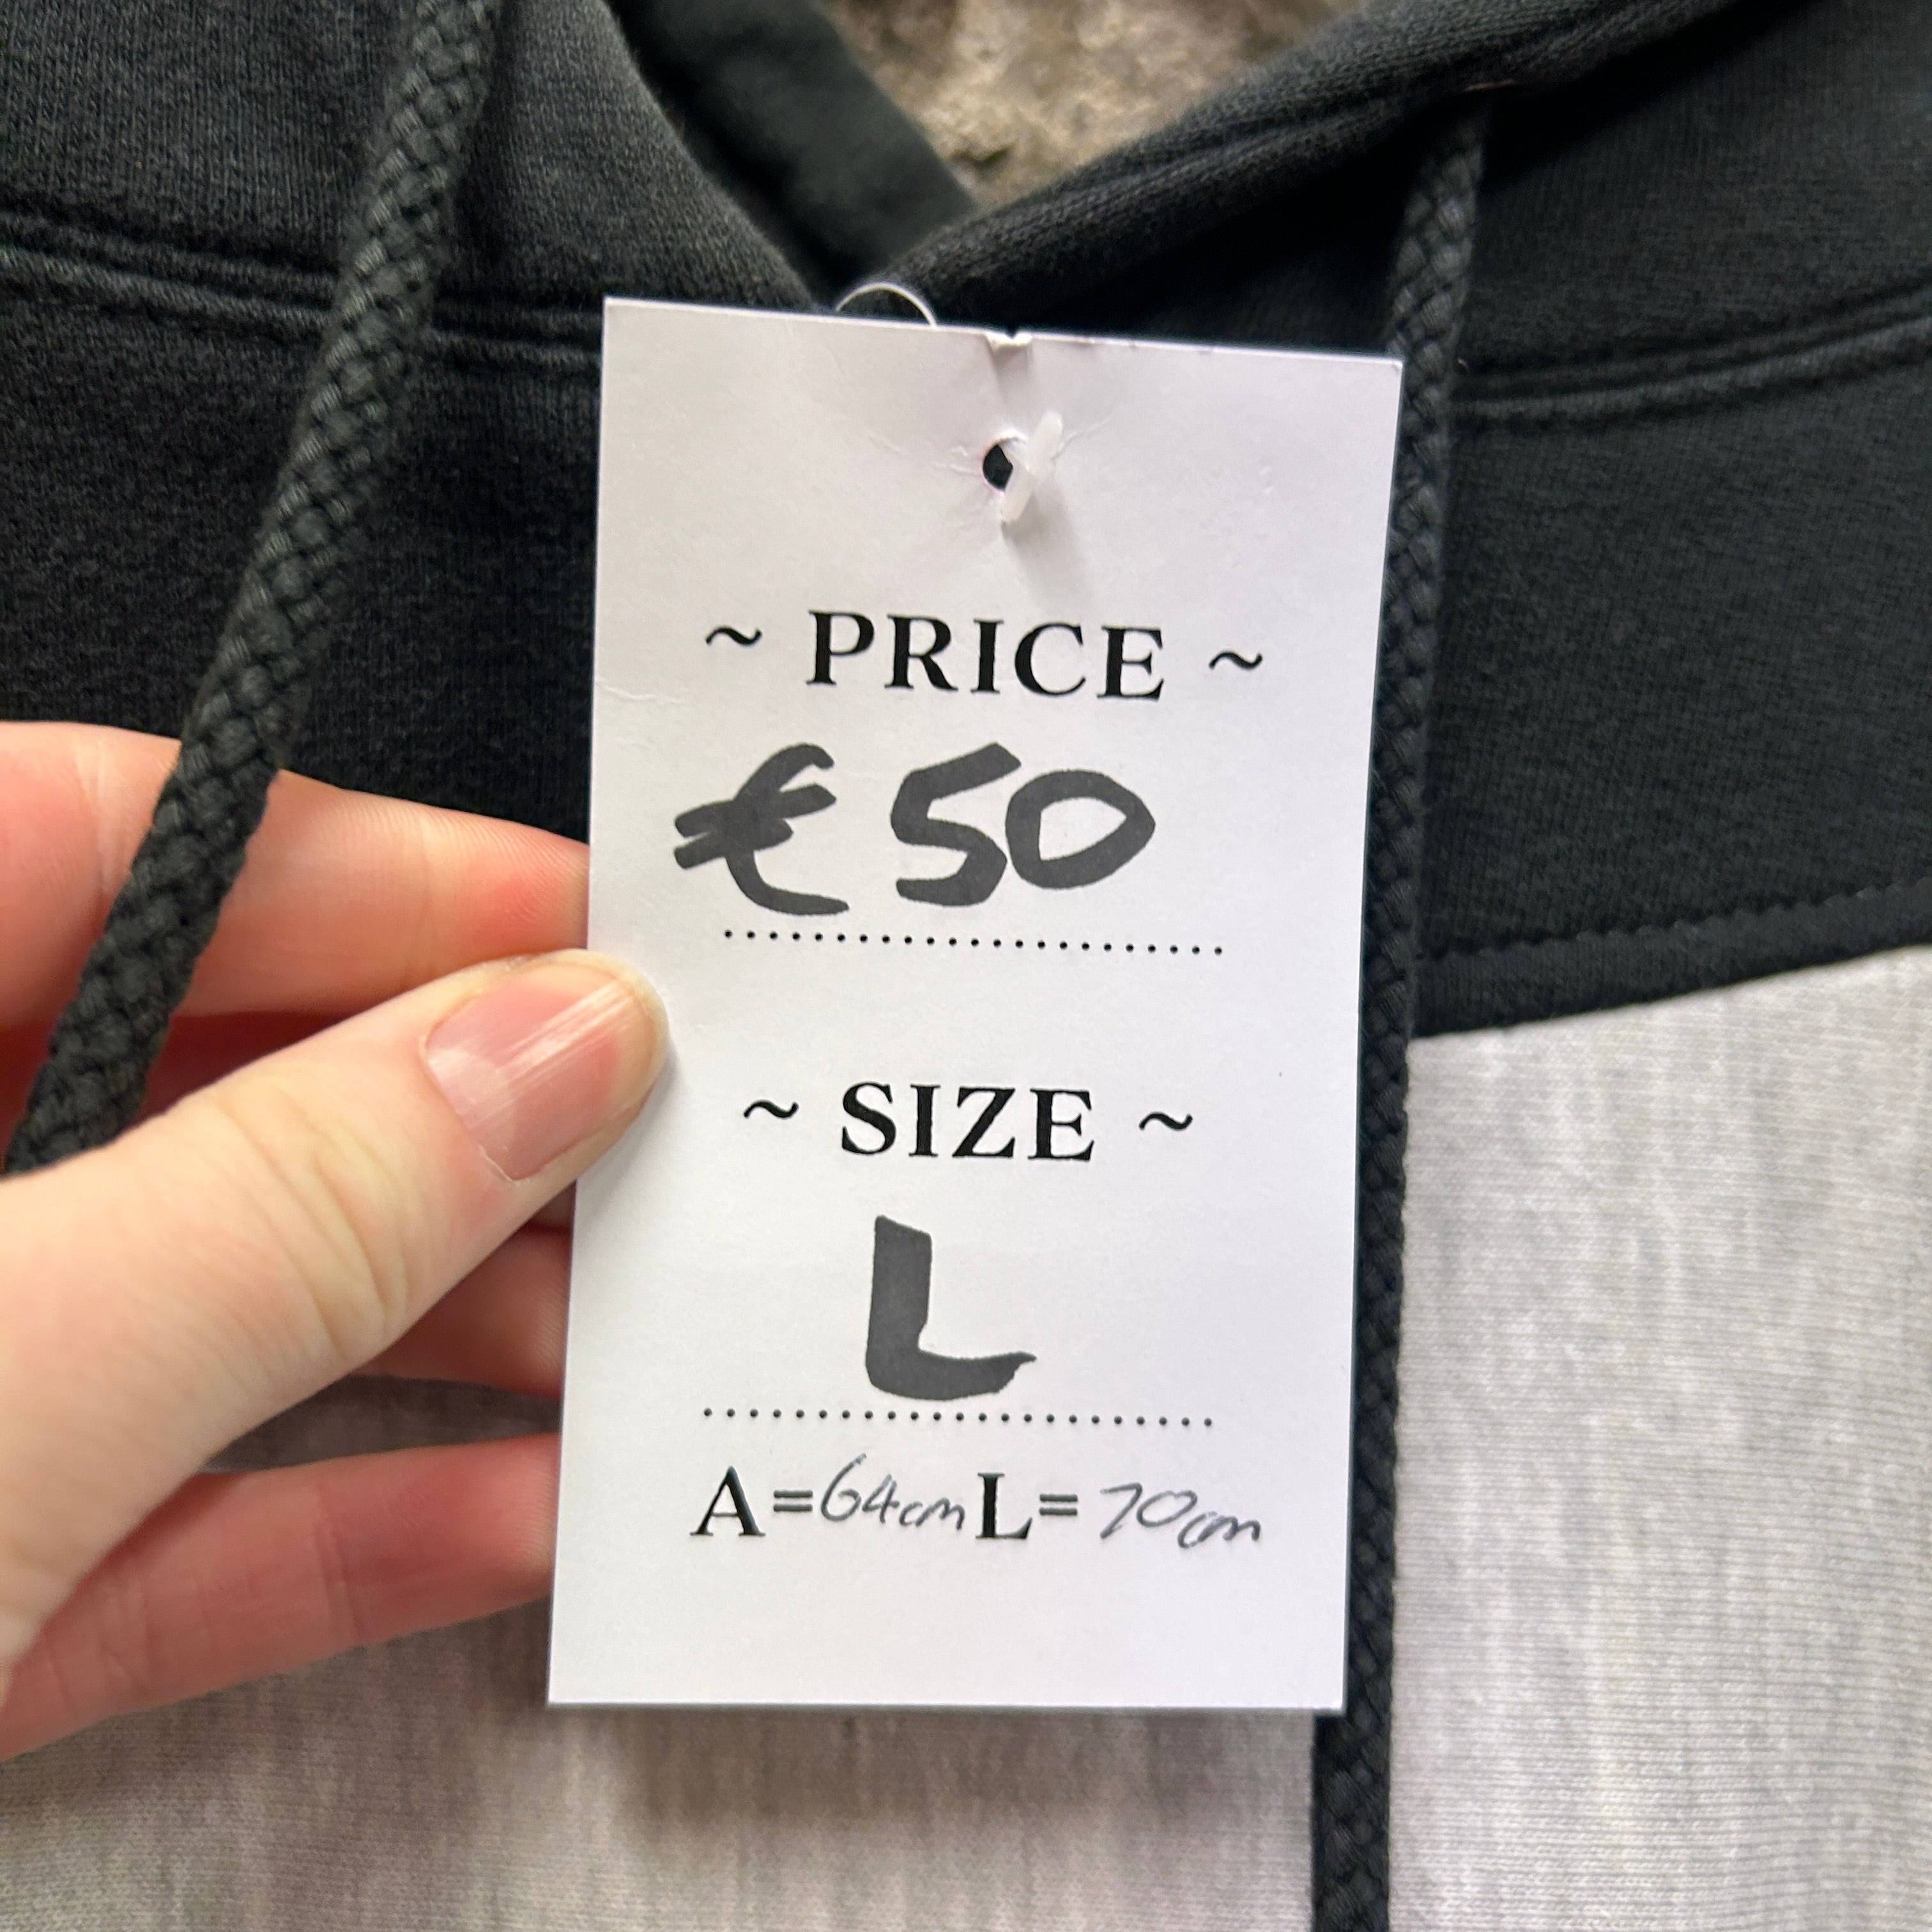 ~ PRICE ~
€50
~ SIZE ~
L
A=64cm L=70cm